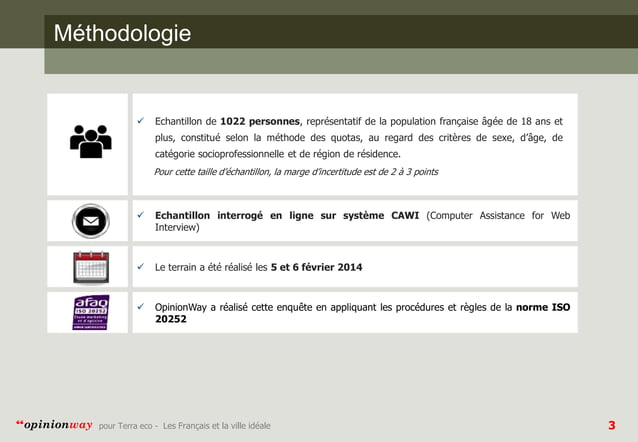 Méthodologie
✓ Echantillon de 1022 personnes, représentatif de la population française âgée de 18 ans et
plus, constitué selon la méthode des quotas, au regard des critères de sexe, d'âge, de
catégorie socioprofessionnelle et de région de résidence.
Pour cette taille d'échantillon, la marge d'incertitude est de 2 à 3 points
✓ Echantillon interrogé en ligne sur système CAWI (Computer Assistance for Web
Interview)
✓ Le terrain a été réalisé les 5 et 6 février 2014
afaq
ISO 20252
Etude marketing
et d'opinion
✓ OpinionWay a réalisé cette enquête en appliquant les procédures et règles de la norme ISO
20252
“opinionway pour Terra eco - Les Français et la ville idéale 3